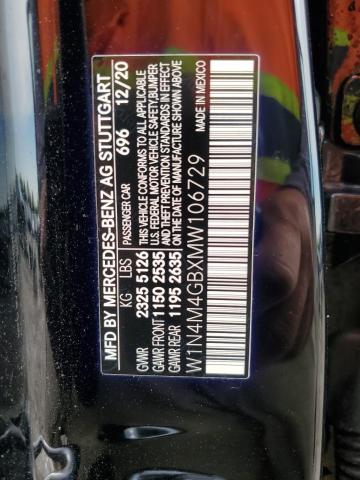 MFD BY MERCEDES-BENZ AG STUTTGART
KG LBS PASSENGER CAR 696 12/20
GVWR 2325 5126 THIS VEHICLE CONFORMS TO ALL APPLICABLE
GAWR FRONT 1150 2535 U.S. FEDERAL MOTOR VEHICLE SAFETY, BUMPER
GAWR REAR 1195 2635 AND THEFT PREVENTION STANDARDS IN EFFECT
ON THE DATE OF MANUFACTURE SHOWN ABOVE
W1N4M4GBXMW106729
MADE IN MEXICO